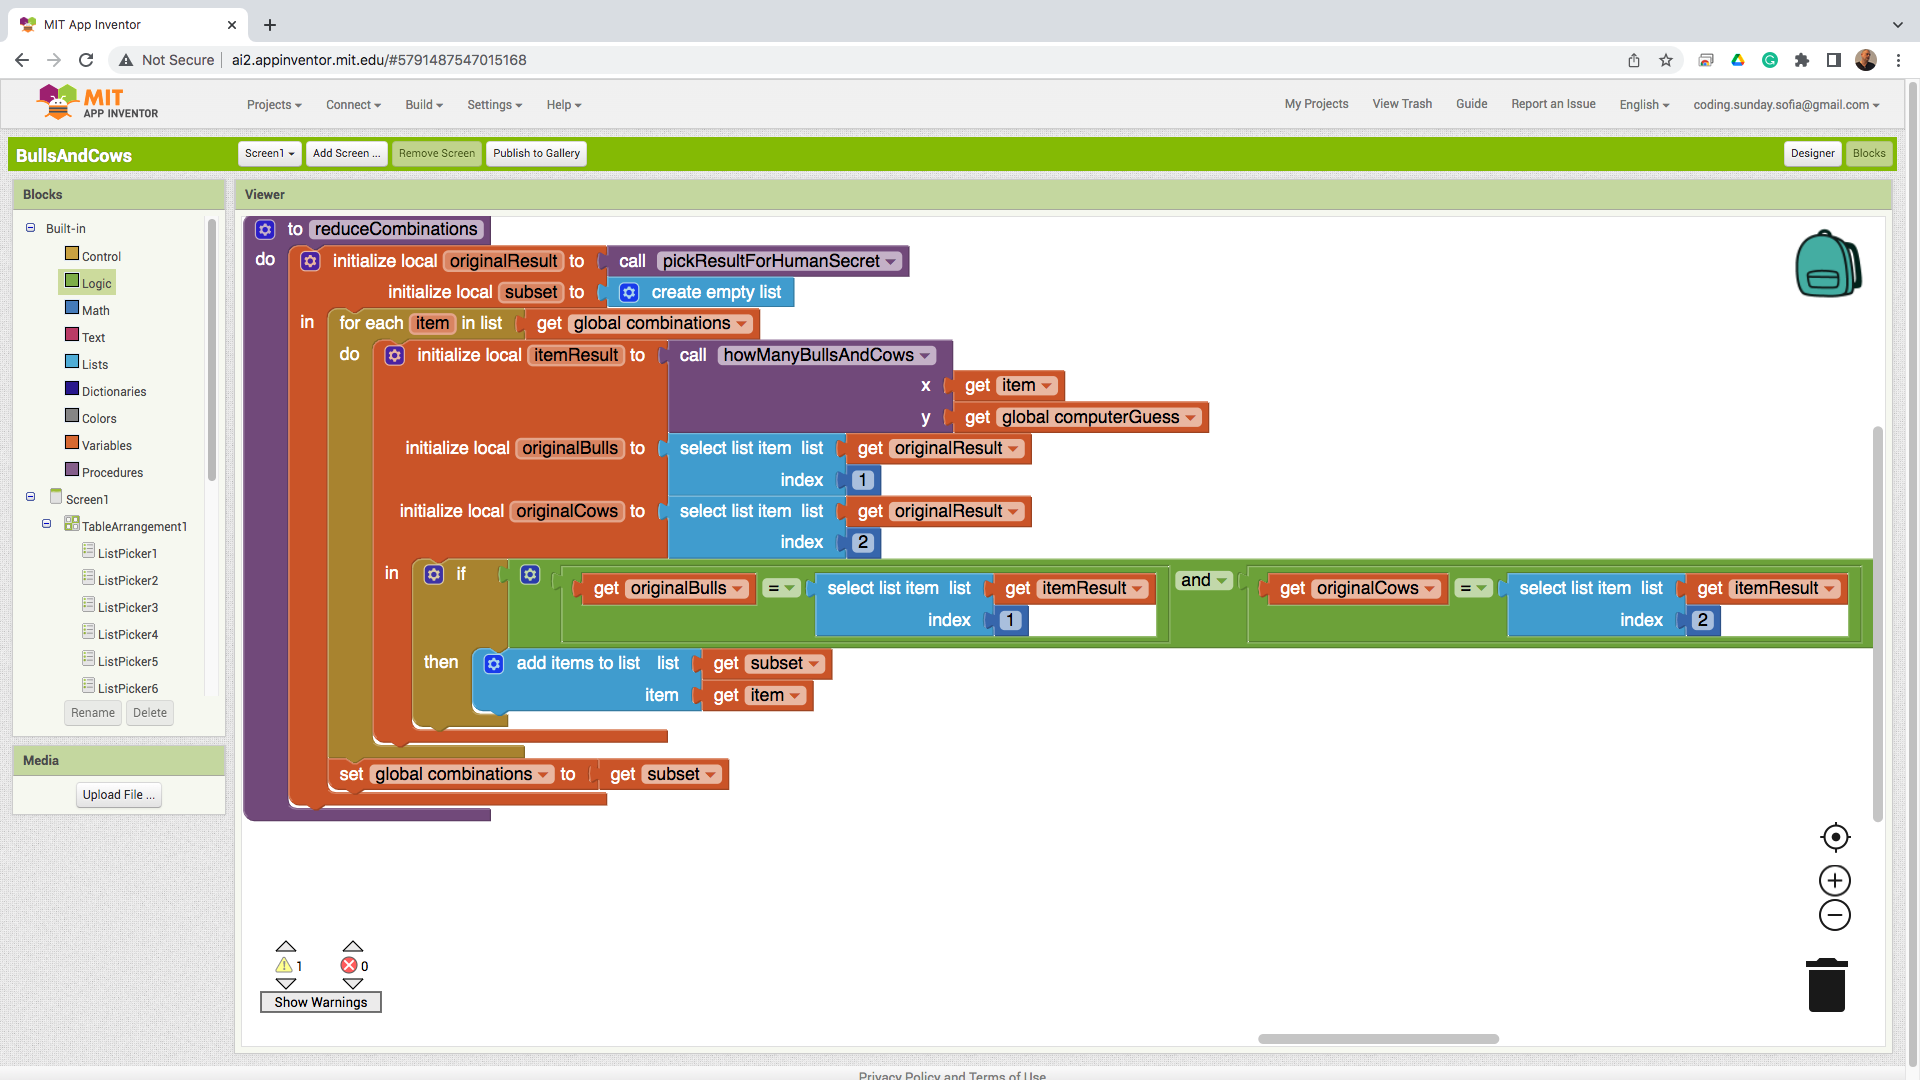 MIT App Inventor
Not Secure ai2.appinventor.mit.edu/#5791487547015168
MIT APP INVENTOR
Projects Connect Build Settings Help My Projects View Trash Guide Report an Issue English coding.sunday.sofia@gmail.com
BullsAndCows Screen1 Add Screen ... Remove Screen Publish to Gallery Designer Blocks
Blocks
Built-in
Control
Logic
Math
Text
Lists
Dictionaries
Colors
Variables
Procedures
Screen1
TableArrangement1
ListPicker1
ListPicker2
ListPicker3
ListPicker4
ListPicker5
ListPicker6
Rename Delete
Media
Upload File ...
Viewer
to reduceCombinations
do initialize local originalResult to call pickResultForHumanSecret
initialize local subset to create empty list
in for each item in list get global combinations
do initialize local itemResult to call howManyBullsAndCows
x get item
y get global computerGuess
initialize local originalBulls to select list item list get originalResult
index 1
initialize local originalCows to select list item list get originalResult
index 2
in if get originalBulls = select list item list get itemResult and get originalCows = select list item list get itemResult
index 1 index 2
then add items to list list get subset
item get item
set global combinations to get subset
1 0
Show Warnings
Privacy Policy and Terms of Use